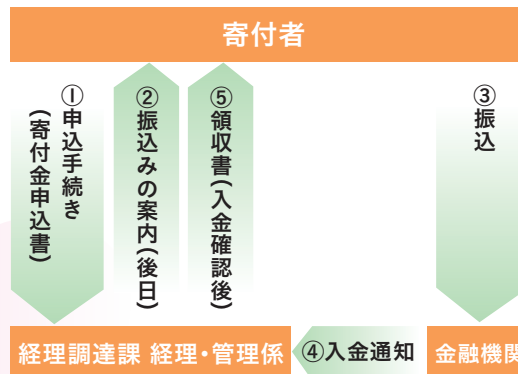 寄付者
①申込手続き
(寄付金申込書)
②振込みの案内(後日)
⑤領収書(入金確認後)
③振込
経理調達課 経理・管理係
④入金通知
金融機関